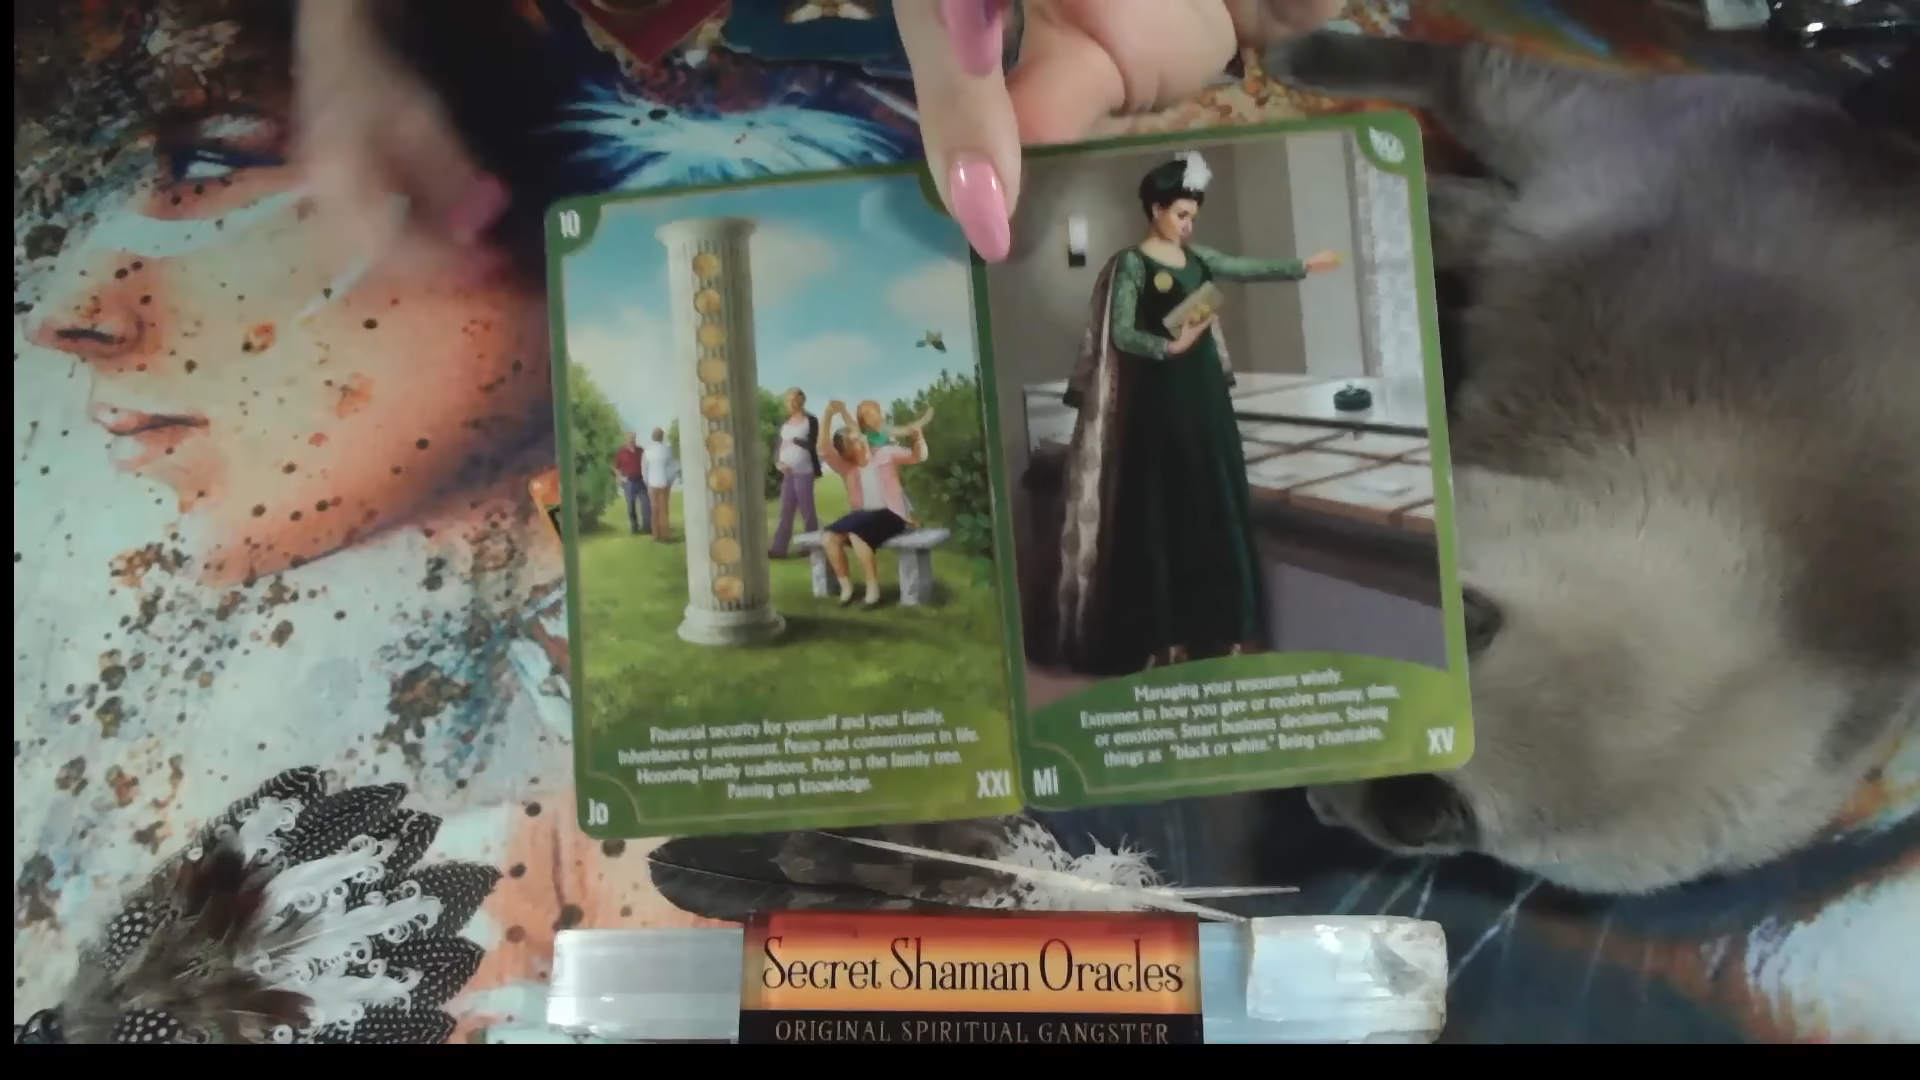 10
Financial security for yourself and your family.
Inheritance or retirement. Peace and contentment in life.
Honoring family traditions. Pride in the family tree.
Passing on knowledge.
Jo
XXI
Managing your resources wisely.
Extremes in how you give or receive money, time,
or emotions. Smart business decisions. Seeing
things as "black or white." Being charitable.
Mi
XV
Secret Shaman Oracles
ORIGINAL SPIRITUAL GANGSTER